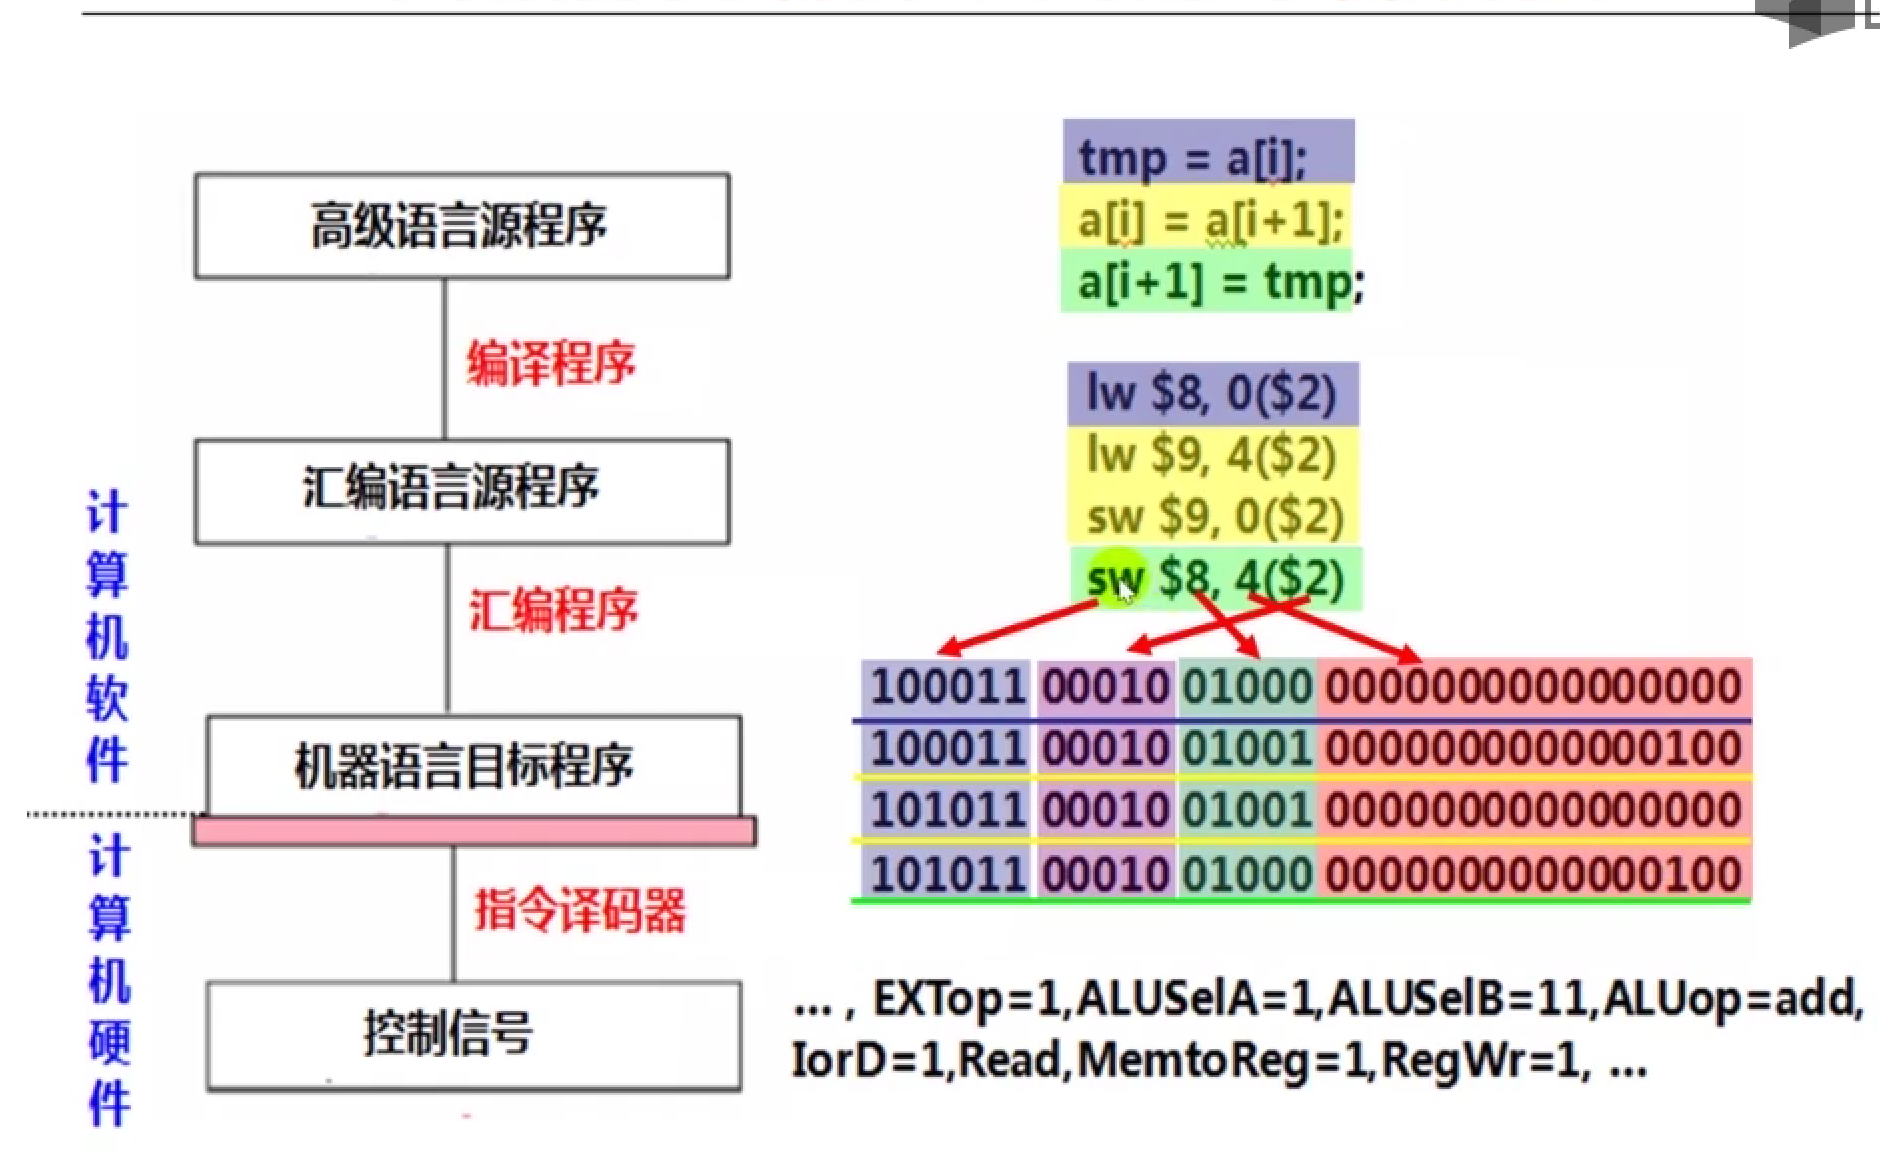 高级语言源程序
编译程序
汇编语言源程序
汇编程序
机器语言目标程序
指令译码器
控制信号
计算机软件
计算机硬件
tmp = a[i];
a[i] = a[i+1];
a[i+1] = tmp;
lw $8, 0($2)
lw $9, 4($2)
sw $9, 0($2)
sw $8, 4($2)
100011 00010 01000 0000000000000000
100011 00010 01001 0000000000000100
101011 00010 01001 0000000000000000
101011 00010 01000 0000000000000100
... , EXTop=1,ALUSelA=1,ALUSelB=11,ALUop=add,
IorD=1,Read,MemtoReg=1,RegWr=1, ...